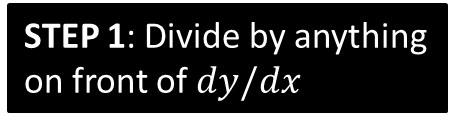 STEP 1: Divide by anything
on front of dy/dx